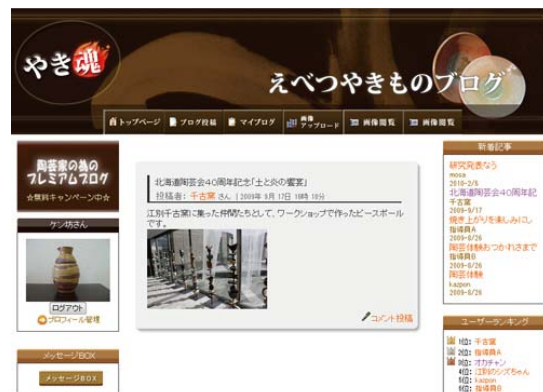 やき魂
えべつやきものブログ
トップページ
ブログ投稿
マイブログ
画像アップロード
画像閲覧
画像閲覧
陶芸家の為の
プレミアムブログ
☆無料キャンペーン中☆
ケン坊さん
ログアウト
プロフィール管理
メッセージBOX
メッセージBOX
北海道陶芸会40周年記念「土と炎の饗宴」
投稿者: 千古窯 さん | 2009年 9月 17日 18時 18分
江別千古窯に集った仲間たちとして、ワークショップで作ったピースポール
です。
コメント投稿
新着記事
研究発表なう
mosa
2010-2/8
北海道陶芸会40周年記
千古窯
2009-9/17
焼き上がりを楽しみにし
指導員A
2009-8/26
陶芸体験おつかれさまで
指導員B
2009-8/26
陶芸体験
kazpon
2009-8/26
ユーザーランキング
1位: 千古窯
2位: 指導員A
3位: オカチャン
4位: 江別のシズちゃん
5位: kazpon
6位: 指導員B